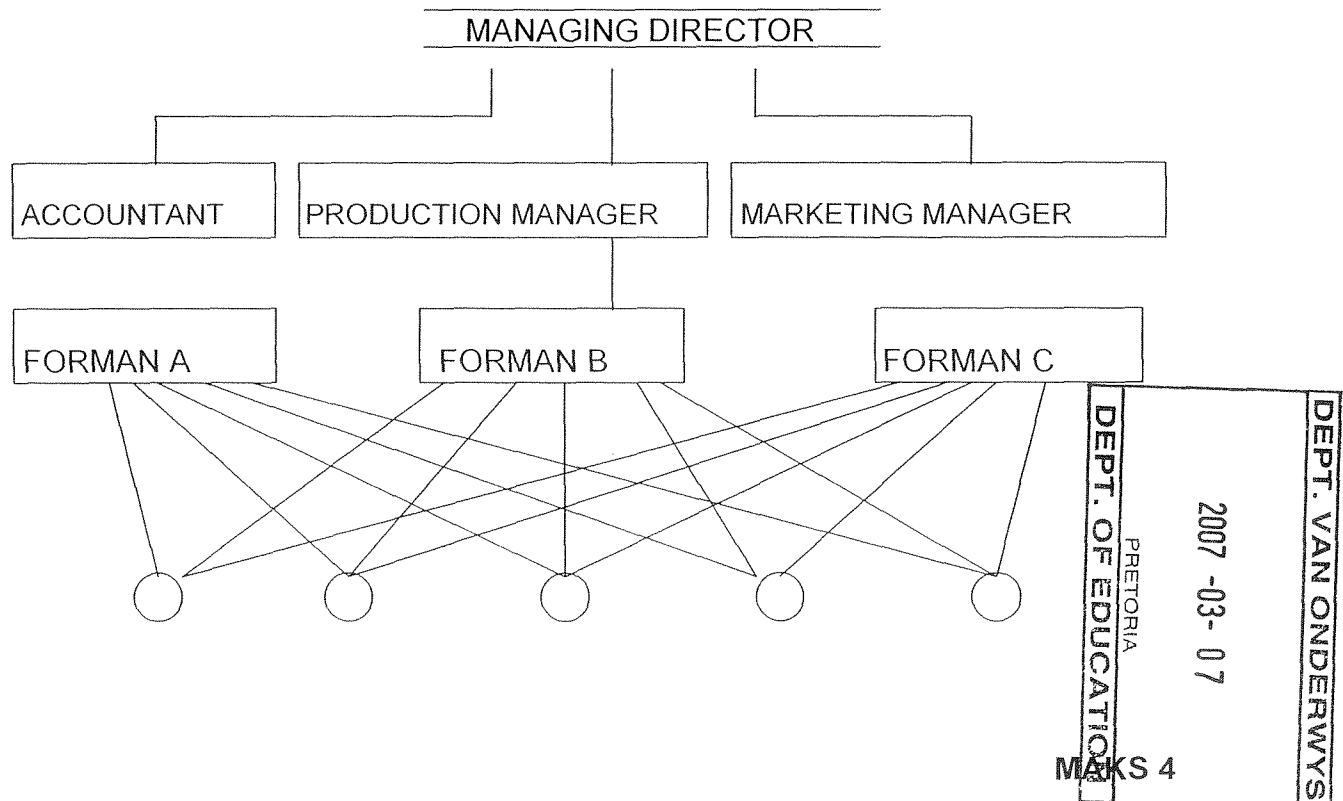 MANAGING DIRECTOR
ACCOUNTANT
PRODUCTION MANAGER
MARKETING MANAGER
FORMAN A
FORMAN B
FORMAN C
DEPT. VAN ONDERWYS
2007 -03- 07
PRETORIA
DEPT. OF EDUCATION
MAKS 4